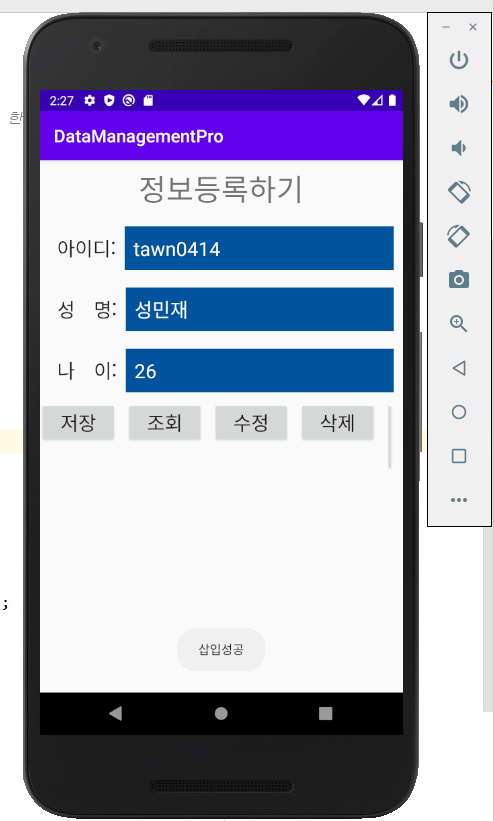 한
2:27
DataManagementPro
정보등록하기
아이디: tawn0414
성 명: 성민재
나 이: 26
저장 조회 수정 삭제
;
삽입성공